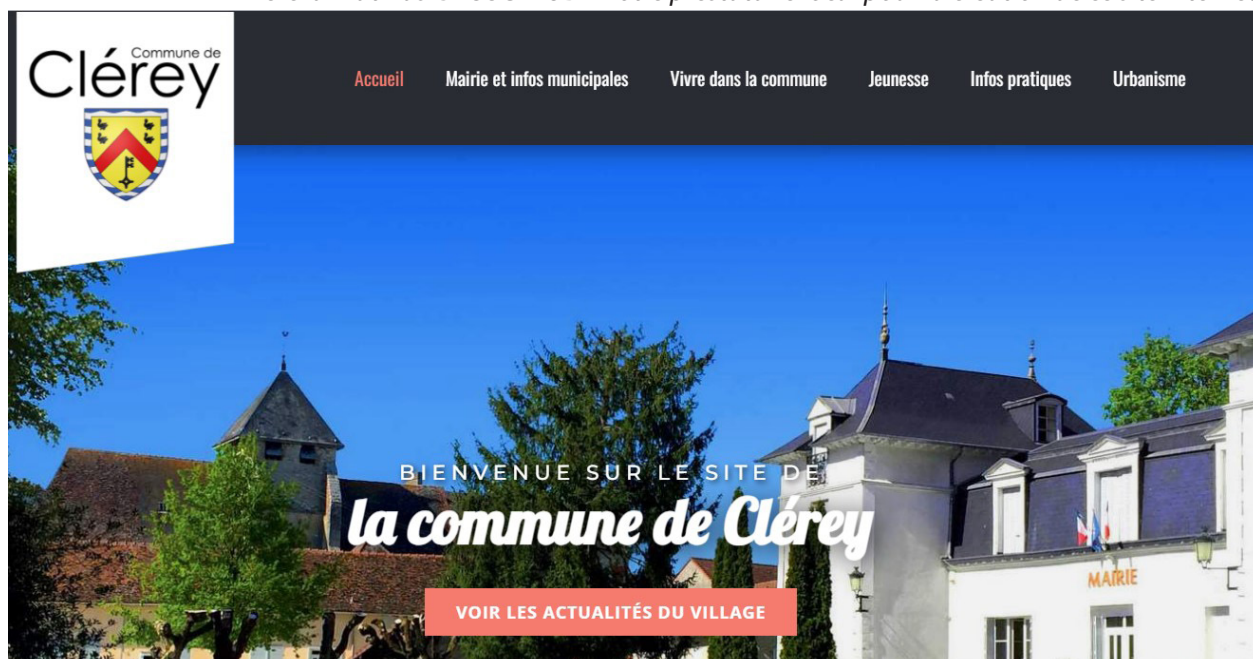 Commune de
Clérey
Accueil
Mairie et infos municipales
Vivre dans la commune
Jeunesse
Infos pratiques
Urbanisme
BIENVENUE SUR LE SITE DE
la commune de Clérey
MAIRIE
VOIR LES ACTUALITÉS DU VILLAGE